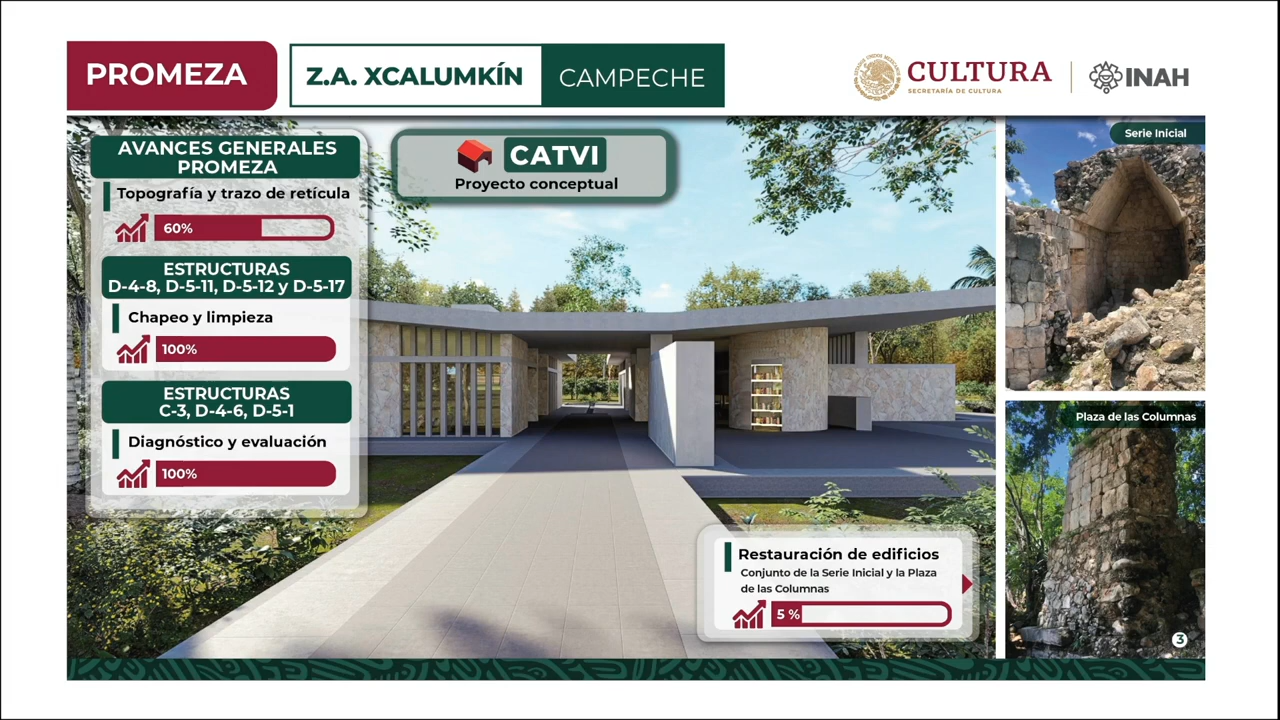 PROMEZA
Z.A. XCALUMKÍN
CAMPECHE
CULTURA
SECRETARÍA DE CULTURA
INAH
AVANCES GENERALES
PROMEZA
Topografía y trazo de retícula
60%
ESTRUCTURAS
D-4-8, D-5-11, D-5-12 y D-5-17
Chapeo y limpieza
100%
ESTRUCTURAS
C-3, D-4-6, D-5-1
Diagnóstico y evaluación
100%
CATVI
Proyecto conceptual
Restauración de edificios
Conjunto de la Serie Inicial y la Plaza
de las Columnas
5 %
Serie Inicial
Plaza de las Columnas
3